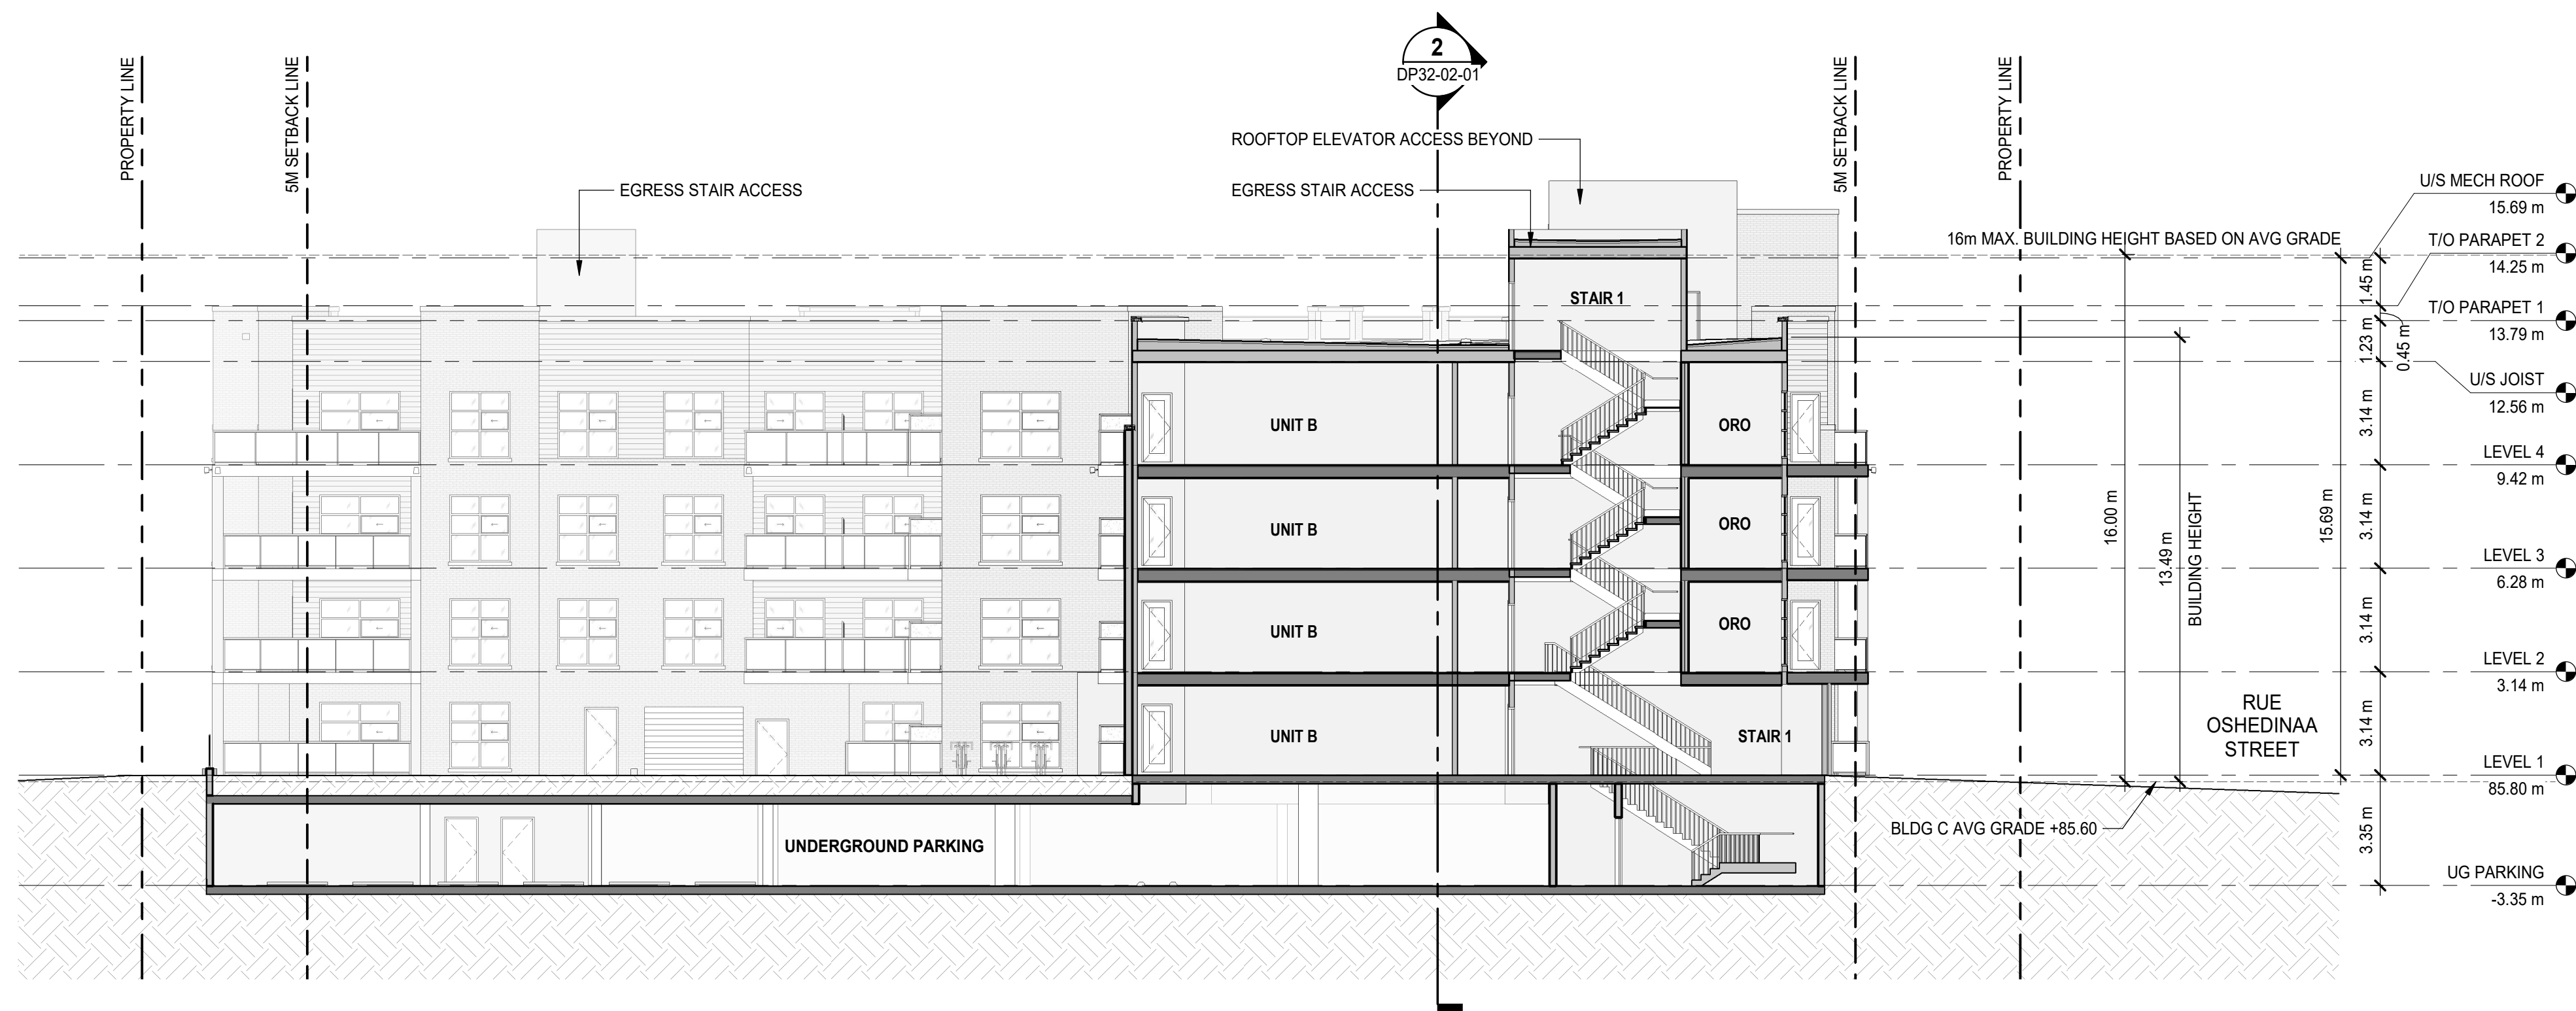 2
DP32-02-01
PROPERTY LINE
5M SETBACK LINE
5M SETBACK LINE
PROPERTY LINE
ROOFTOP ELEVATOR ACCESS BEYOND
EGRESS STAIR ACCESS
EGRESS STAIR ACCESS
16m MAX. BUILDING HEIGHT BASED ON AVG GRADE
U/S MECH ROOF
15.69 m
T/O PARAPET 2
14.25 m
T/O PARAPET 1
13.79 m
U/S JOIST
12.56 m
LEVEL 4
9.42 m
LEVEL 3
6.28 m
LEVEL 2
3.14 m
LEVEL 1
85.80 m
UG PARKING
-3.35 m
1.45 m
1.23 m
0.45 m
3.14 m
3.14 m
3.14 m
3.14 m
3.35 m
16.00 m
13.49 m
BUILDING HEIGHT
15.69 m
STAIR 1
UNIT B
ORO
UNIT B
ORO
UNIT B
ORO
UNIT B
STAIR 1
RUE
OSHEDINAA
STREET
BLDG C AVG GRADE +85.60
UNDERGROUND PARKING